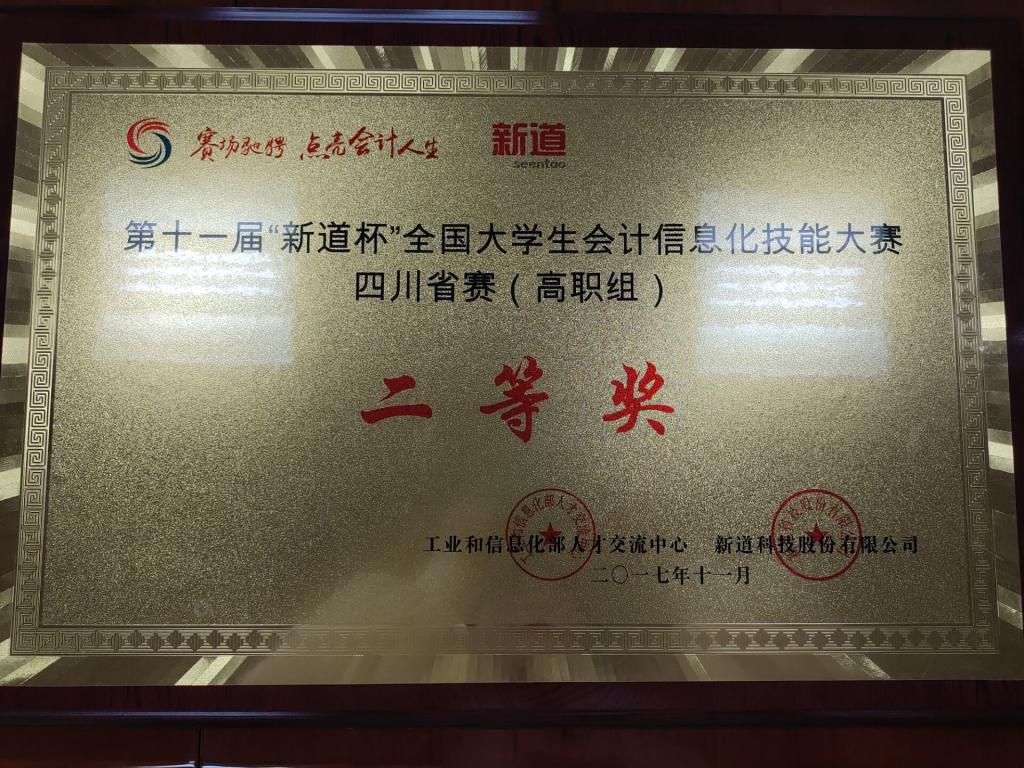 赛场驰骋 点亮会计人生
新道
seentao
第十一届“新道杯”全国大学生会计信息化技能大赛
四川省赛（高职组）
二等奖
工业和信息化部人才交流中心 新道科技股份有限公司
二〇一七年十一月